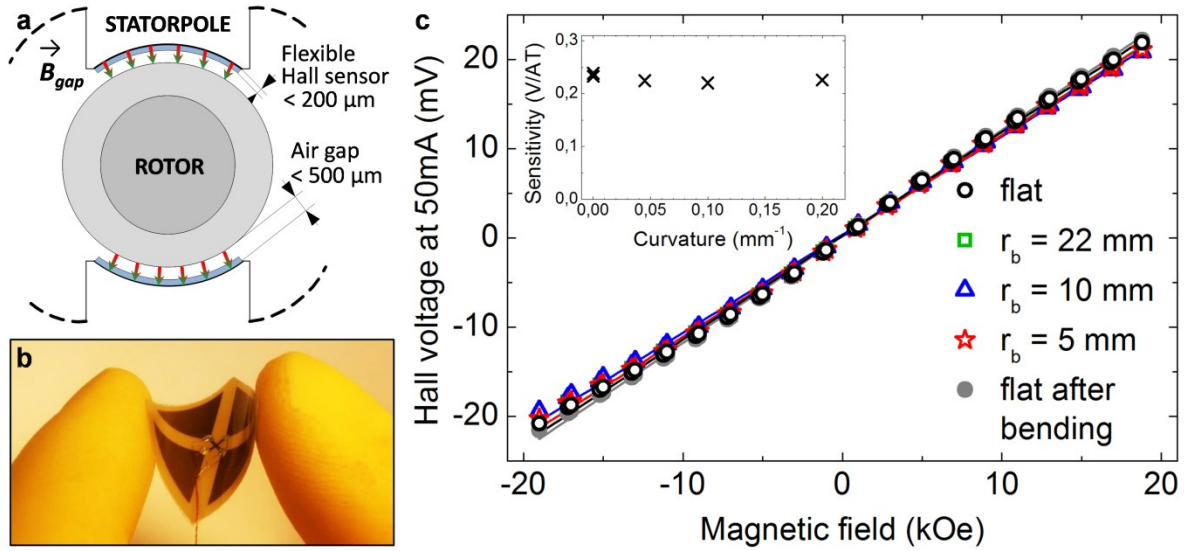 a
STATORPOLE
B gap
Flexible
Hall sensor
< 200 µm
Air gap
< 500 µm
ROTOR
b
c
Hall voltage at 50mA (mV)
20
10
0
-10
-20
-20 -10 0 10 20
Magnetic field (kOe)
Sensitivity (V/AT)
0,3
0,2
0,1
0,0
0,00 0,05 0,10 0,15 0,20
Curvature (mm⁻¹)
flat
r_b = 22 mm
r_b = 10 mm
r_b = 5 mm
flat after
bending